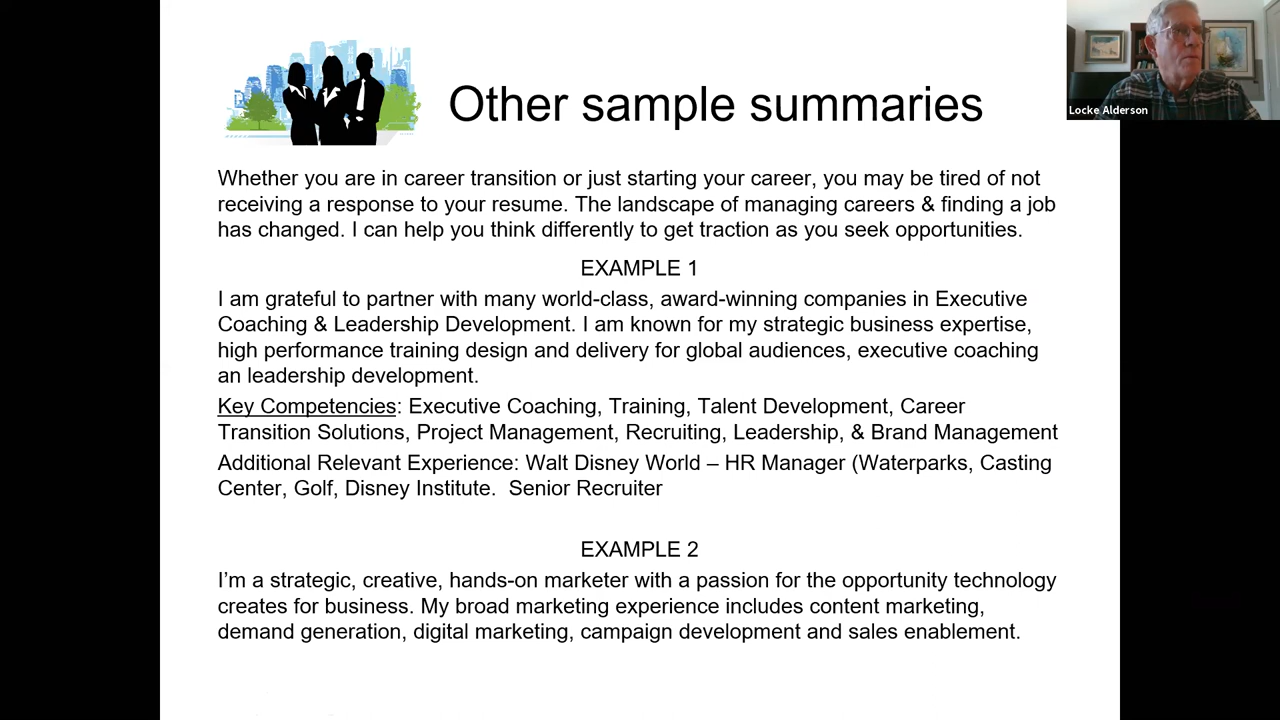 Other sample summaries
Locke Alderson
Whether you are in career transition or just starting your career, you may be tired of not
receiving a response to your resume. The landscape of managing careers & finding a job
has changed. I can help you think differently to get traction as you seek opportunities.
EXAMPLE 1
I am grateful to partner with many world-class, award-winning companies in Executive
Coaching & Leadership Development. I am known for my strategic business expertise,
high performance training design and delivery for global audiences, executive coaching
an leadership development.
Key Competencies: Executive Coaching, Training, Talent Development, Career
Transition Solutions, Project Management, Recruiting, Leadership, & Brand Management
Additional Relevant Experience: Walt Disney World – HR Manager (Waterparks, Casting
Center, Golf, Disney Institute.  Senior Recruiter
EXAMPLE 2
I’m a strategic, creative, hands-on marketer with a passion for the opportunity technology
creates for business. My broad marketing experience includes content marketing,
demand generation, digital marketing, campaign development and sales enablement.